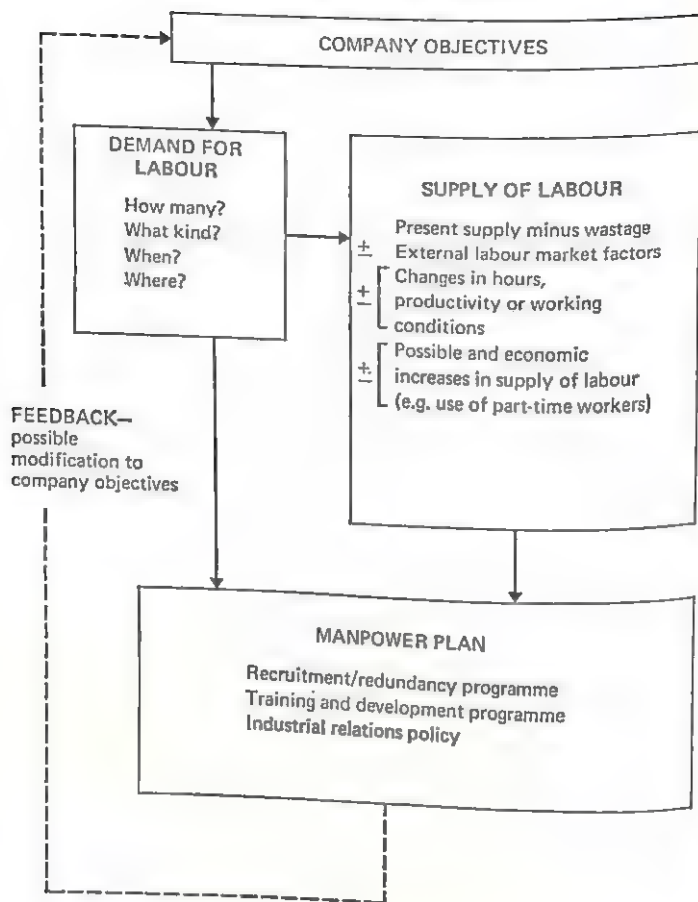 COMPANY OBJECTIVES
DEMAND FOR
LABOUR
How many?
What kind?
When?
Where?
SUPPLY OF LABOUR
Present supply minus wastage
± External labour market factors
± Changes in hours,
productivity or working
conditions
± Possible and economic
increases in supply of labour
(e.g. use of part-time workers)
FEEDBACK—
possible
modification to
company objectives
MANPOWER PLAN
Recruitment/redundancy programme
Training and development programme
Industrial relations policy